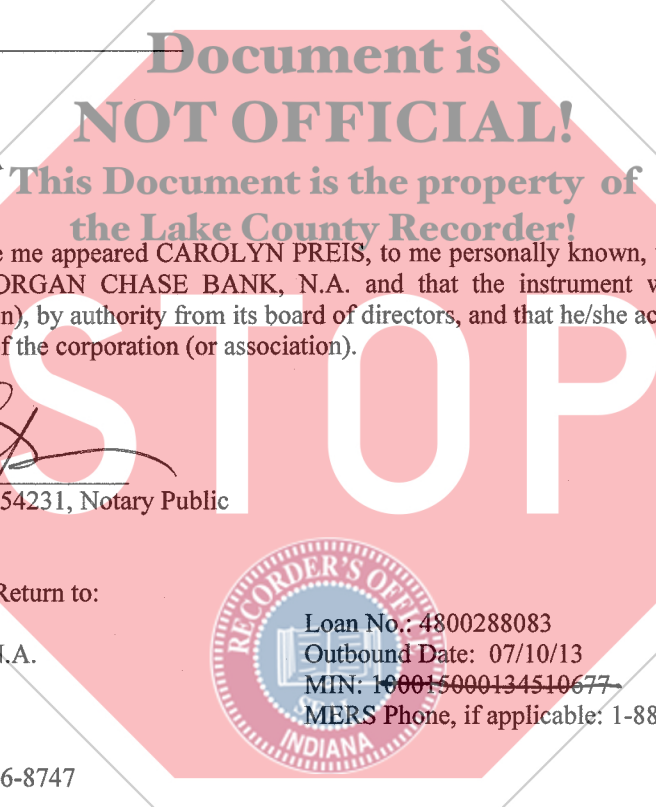 Document is
NOT OFFICIAL!
This Document is the property of
the Lake County Recorder!
e me appeared CAROLYN PREIS, to me personally known,
ORGAN CHASE BANK, N.A. and that the instrument w
n), by authority from its board of directors, and that he/she ac
f the corporation (or association).
STOP
54231, Notary Public
Return to:
RECORDER'S OFFICE
Loan No.: 4800288083
N.A.
Outbound Date: 07/10/13
MIN: 100015000134510677
SEAL
MERS Phone, if applicable: 1-88
INDIANA
6-8747